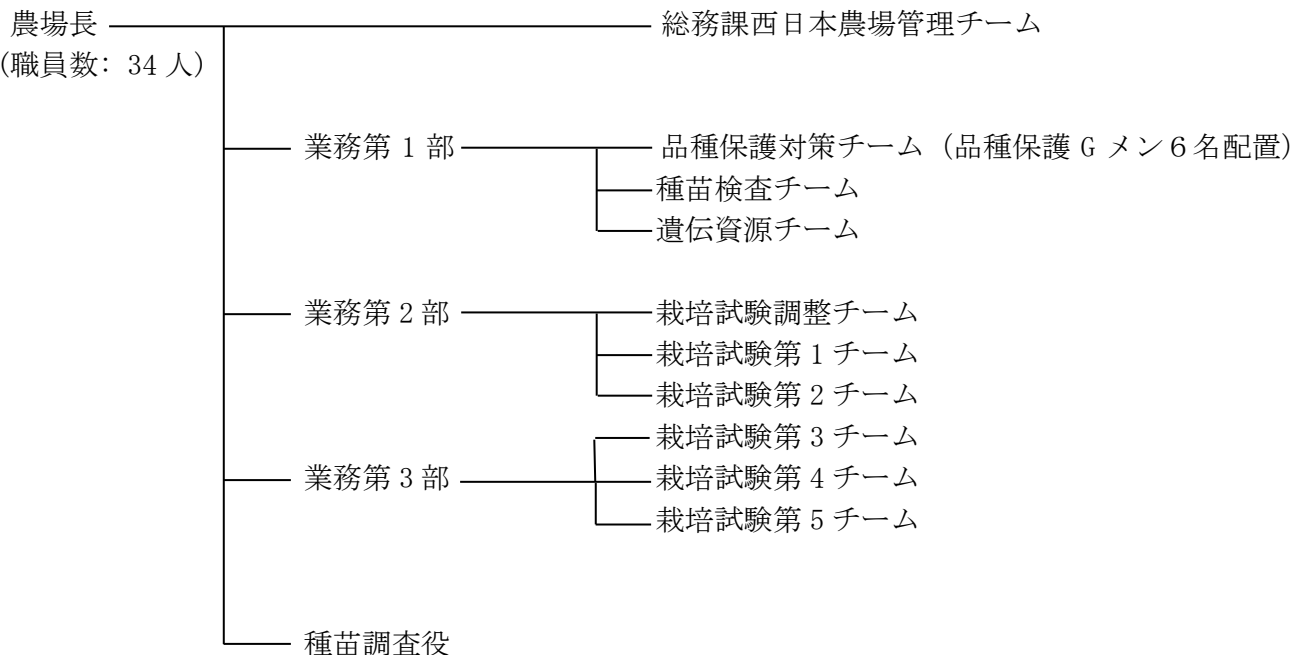 農場長 総務課西日本農場管理チーム
(職員数: 34 人)
業務第 1 部 品種保護対策チーム (品種保護 G メン６名配置)
種苗検査チーム
遺伝資源チーム
業務第 2 部 栽培試験調整チーム
栽培試験第 1 チーム
栽培試験第 2 チーム
栽培試験第 3 チーム
業務第 3 部 栽培試験第 4 チーム
栽培試験第 5 チーム
種苗調査役